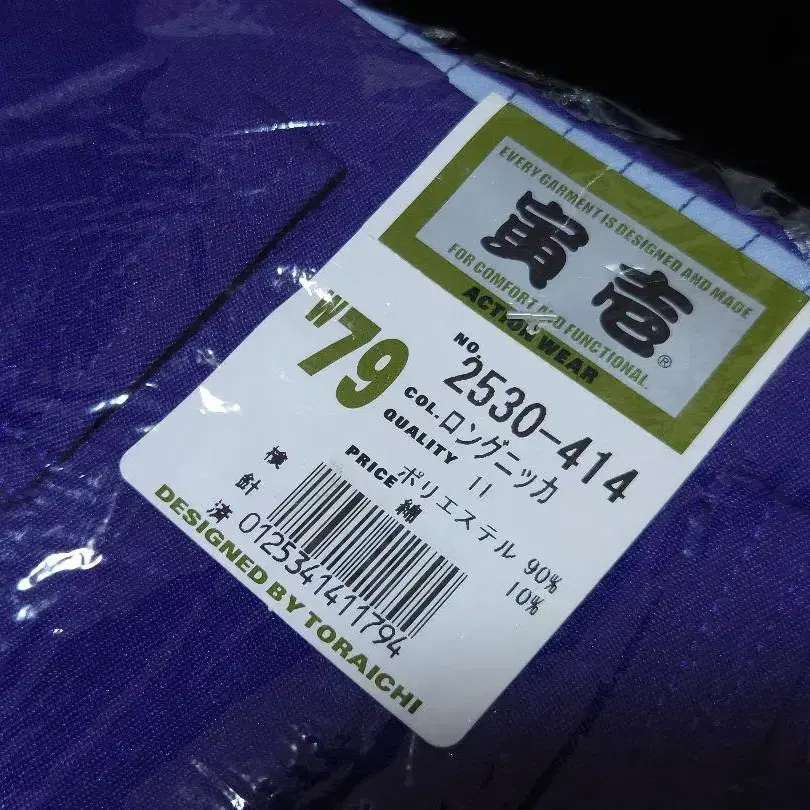 EVERY GARMENT IS DESIGNED AND MADE
寅壱®
FOR COMFORT AND FUNCTIONAL.
ACTION WEAR
W79
NO. 2530-414
ロングニッカ
COL. 11
QUALITY ポリエステル 90%
綿 10%
PRICE
検針済
0125341411794
DESIGNED BY TORAICHI